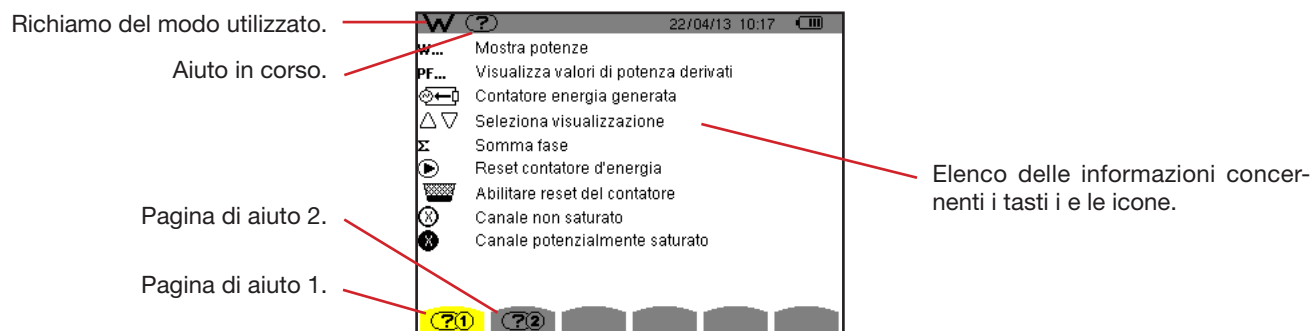 Richiamo del modo utilizzato.
Aiuto in corso.
Pagina di aiuto 2.
Pagina di aiuto 1.
W ? 22/04/13 10:17
W... Mostra potenze
PF... Visualizza valori di potenza derivati
Contatore energia generata
Seleziona visualizzazione
Σ Somma fase
Reset contatore d'energia
Abilitare reset del contatore
X Canale non saturato
X Canale potenzialmente saturato
?1 ?2
Elenco delle informazioni concer-
nenti i tasti i e le icone.